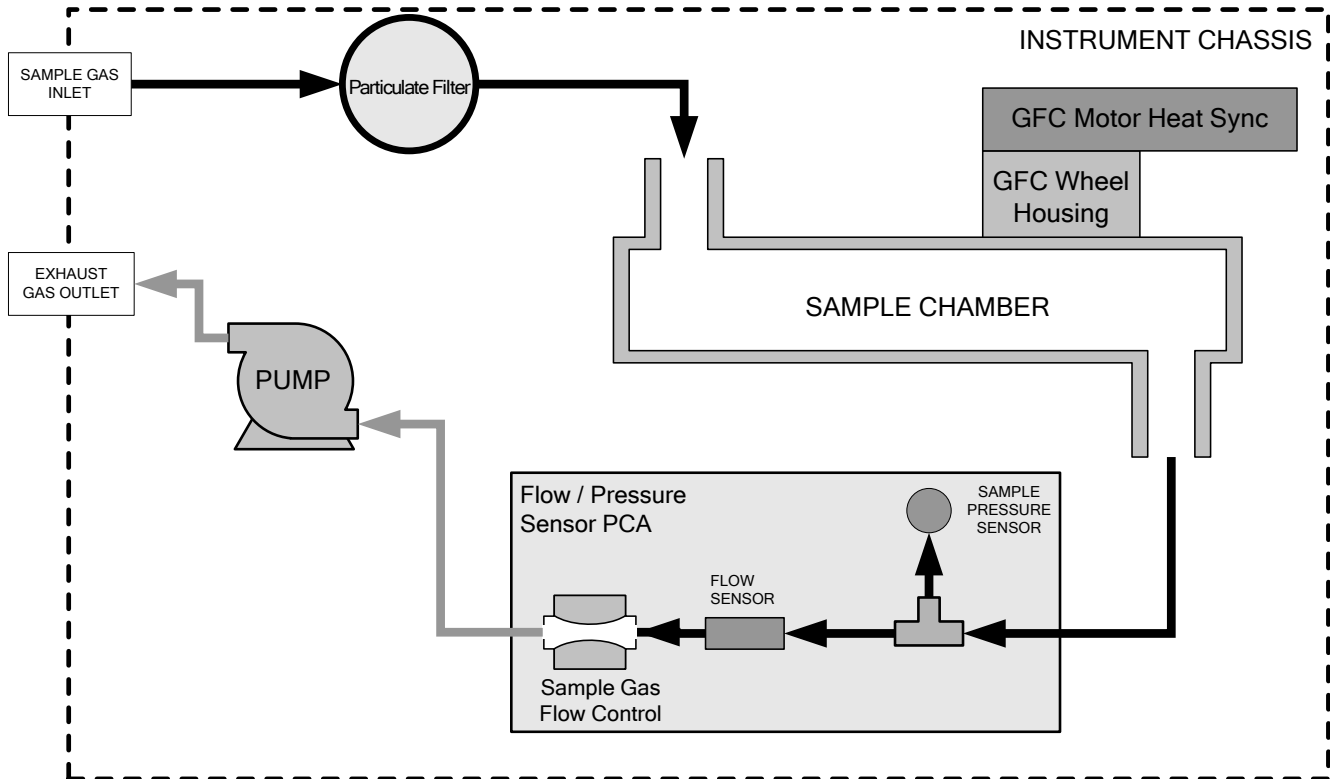 INSTRUMENT CHASSIS
SAMPLE GAS
INLET
Particulate Filter
GFC Motor Heat Sync
GFC Wheel
Housing
EXHAUST
GAS OUTLET
SAMPLE CHAMBER
PUMP
Flow / Pressure
Sensor PCA
SAMPLE
PRESSURE
SENSOR
FLOW
SENSOR
Sample Gas
Flow Control